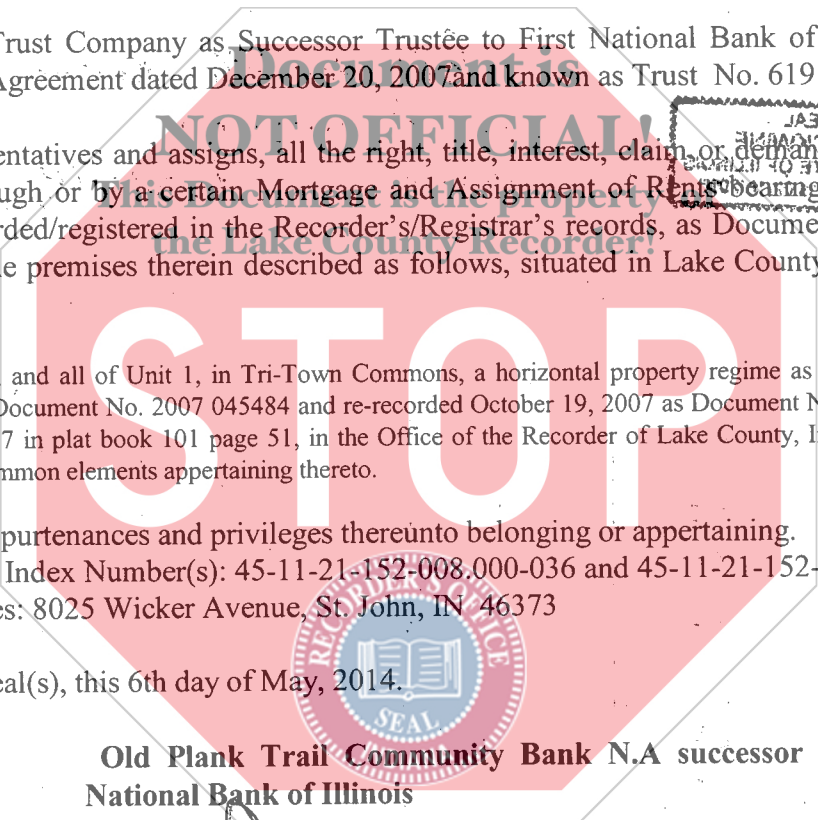 Trust Company as Successor Trustee to First National Bank of
Agreement dated December 20, 2007and known as Trust No. 619
Document is
NOT OFFICIAL!
entatives and assigns, all the right, title, interest, claim or deman
ugh or by a certain Mortgage and Assignment of Rents bearing
This Document is the property
rded/registered in the Recorder's/Registrar's records, as Docume
the Lake County Recorder!
e premises therein described as follows, situated in Lake County
STOP
and all of Unit 1, in Tri-Town Commons, a horizontal property regime as
Document No. 2007 045484 and re-recorded October 19, 2007 as Document N
7 in plat book 101 page 51, in the Office of the Recorder of Lake County, I
mmon elements appertaining thereto.
purtenances and privileges thereunto belonging or appertaining.
Index Number(s): 45-11-21-152-008.000-036 and 45-11-21-152-
es: 8025 Wicker Avenue, St. John, IN 46373
RECORDER'S OFFICE
SEAL
eal(s), this 6th day of May, 2014.
Old Plank Trail Community Bank N.A successor
National Bank of Illinois